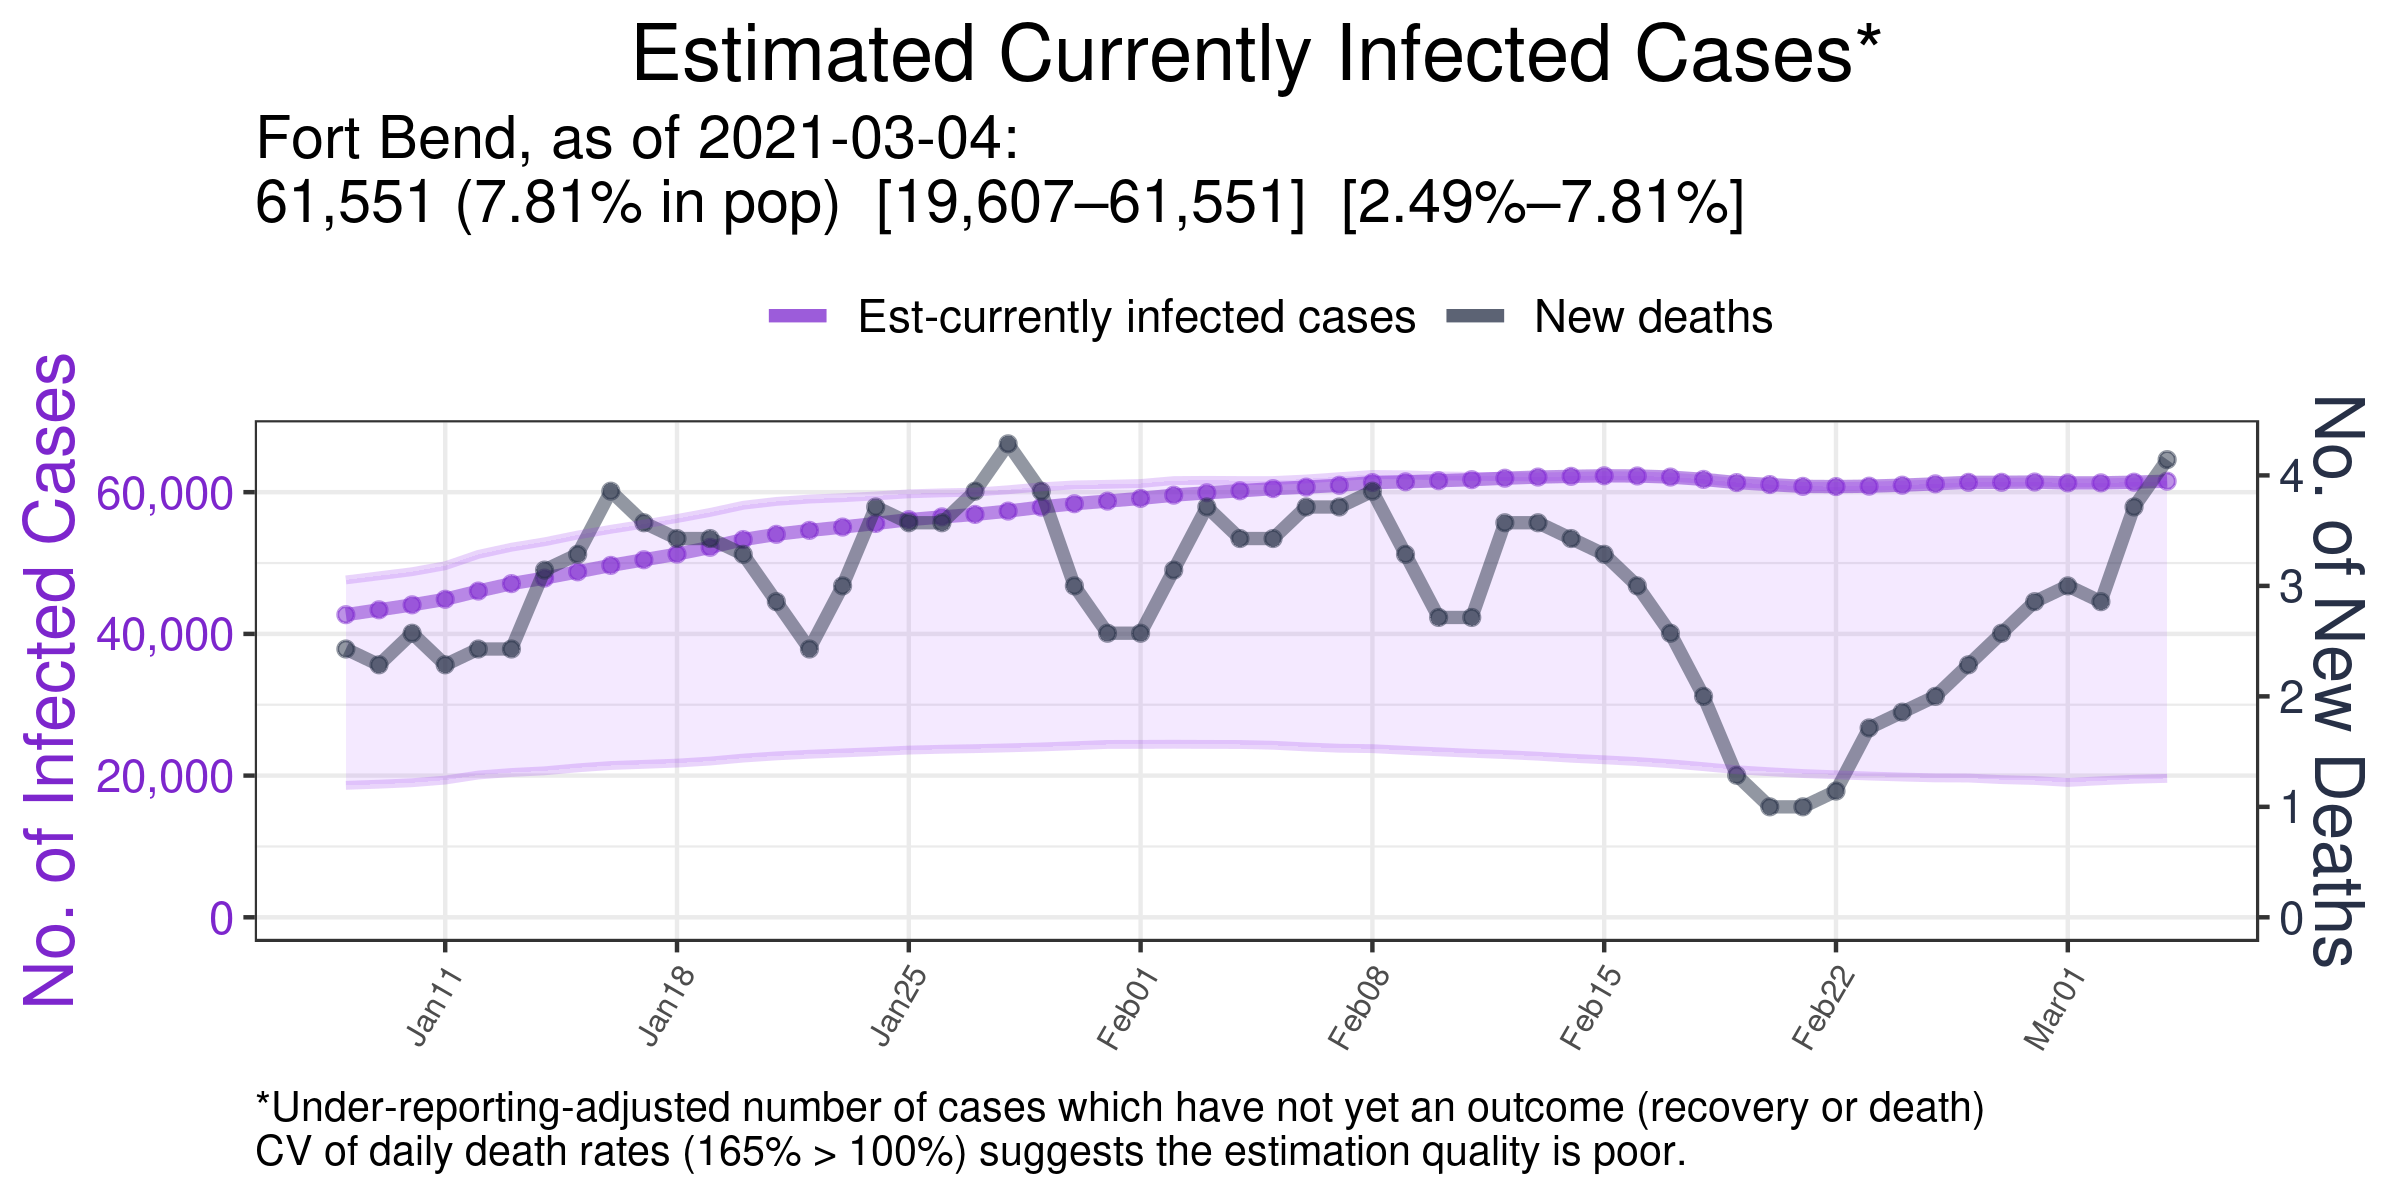 Estimated Currently Infected Cases*
Fort Bend, as of 2021-03-04:
61,551 (7.81% in pop)  [19,607–61,551]  [2.49%–7.81%]
Est-currently infected cases
New deaths
No. of Infected Cases
60,000
40,000
20,000
0
No. of New Deaths
4
3
2
1
0
Jan11
Jan18
Jan25
Feb01
Feb08
Feb15
Feb22
Mar01
*Under-reporting-adjusted number of cases which have not yet an outcome (recovery or death)
CV of daily death rates (165% > 100%) suggests the estimation quality is poor.